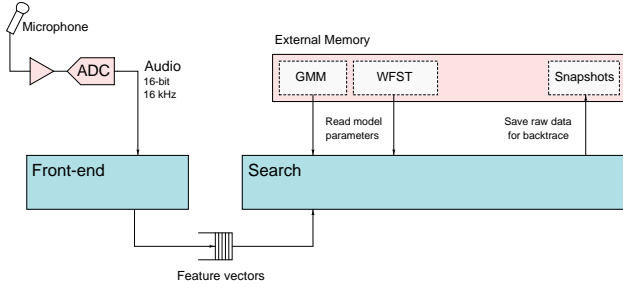 Microphone
ADC
Audio
16-bit
16 kHz
External Memory
GMM
WFST
Snapshots
Read model
parameters
Save raw data
for backtrace
Front-end
Search
Feature vectors